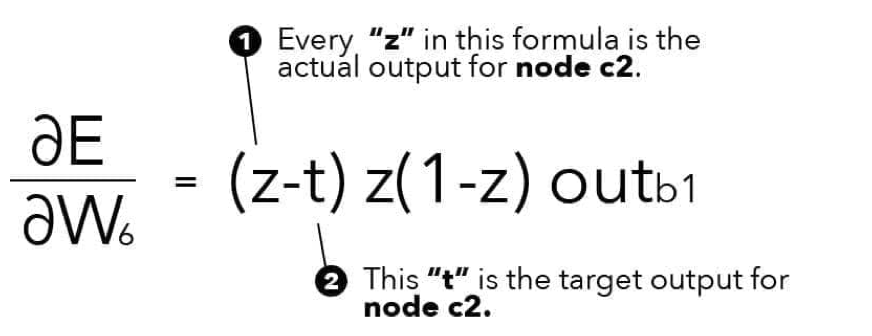 1 Every "z" in this formula is the
actual output for node c2.
∂E
∂W₆
= (z-t) z(1-z) outb1
2 This "t" is the target output for
node c2.